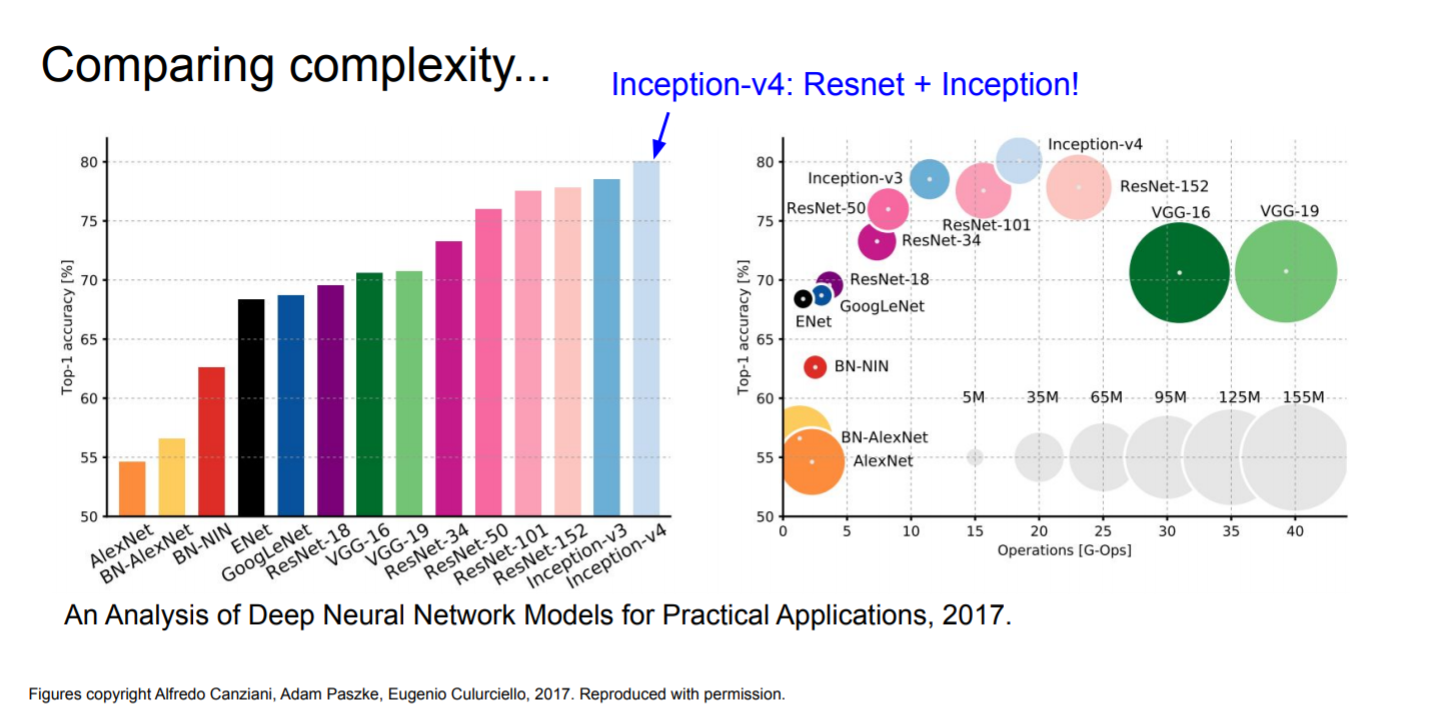 Comparing complexity...
Inception-v4: Resnet + Inception!
Top-1 accuracy [%]
80
75
70
65
60
55
50
AlexNet
BN-AlexNet
BN-NIN
ENet
GoogLeNet
ResNet-18
VGG-16
VGG-19
ResNet-34
ResNet-50
ResNet-101
ResNet-152
Inception-v3
Inception-v4
Top-1 accuracy [%]
80
75
70
65
60
55
50
Inception-v4
Inception-v3
ResNet-152
ResNet-50
VGG-16
VGG-19
ResNet-101
ResNet-34
ResNet-18
GoogLeNet
ENet
BN-NIN
5M
35M
65M
95M
125M
155M
BN-AlexNet
AlexNet
0
5
10
15
20
25
30
35
40
Operations [G-Ops]
An Analysis of Deep Neural Network Models for Practical Applications, 2017.
Figures copyright Alfredo Canziani, Adam Paszke, Eugenio Culurciello, 2017. Reproduced with permission.